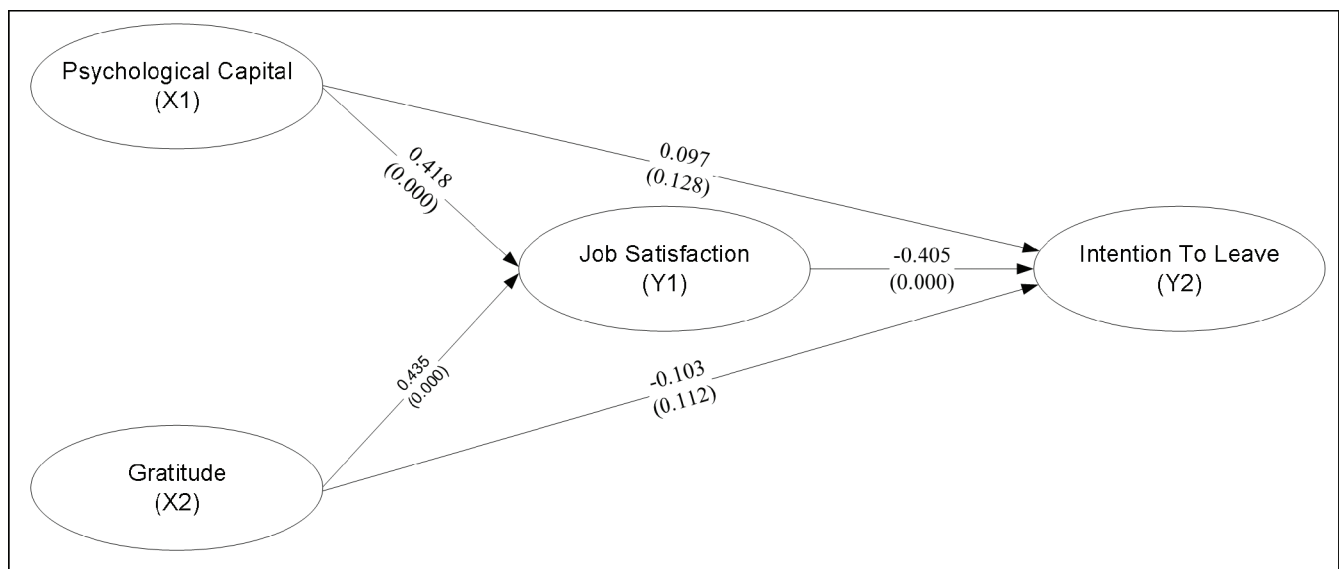 Psychological Capital
(X1)
0.418
(0.000)
0.097
(0.128)
Job Satisfaction
(Y1)
-0.405
(0.000)
Intention To Leave
(Y2)
0.435
(0.000)
-0.103
(0.112)
Gratitude
(X2)